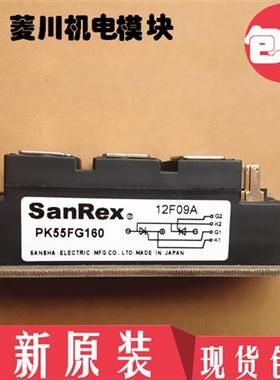 菱川机电模块
SanRex
®
12F09A
PK55FG160
G2
K2
G1
K1
SANSHA ELECTRIC MFG.CO.LTD.MADE IN JAPAN
新原装
现货